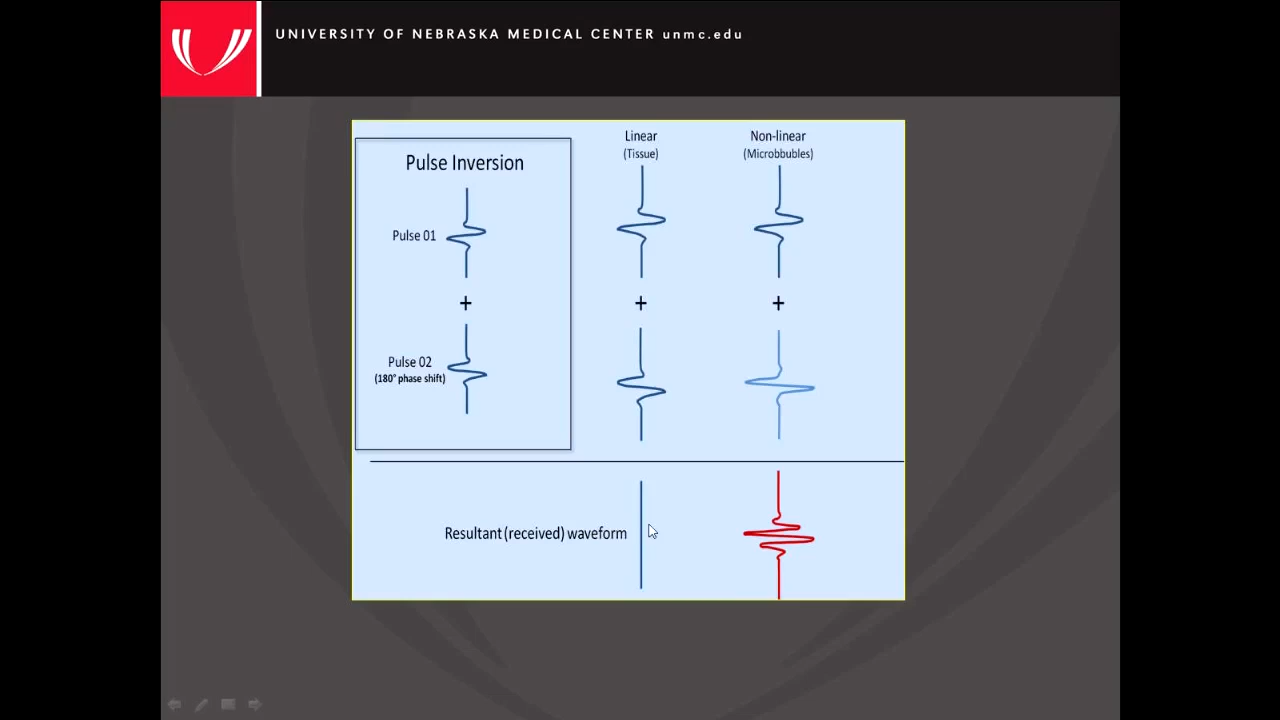 UNIVERSITY OF NEBRASKA MEDICAL CENTER unmc.edu
Pulse Inversion
Pulse 01
+
Pulse 02
(180° phase shift)
Linear
(Tissue)
+
Non-linear
(Microbbubles)
+
Resultant (received) waveform